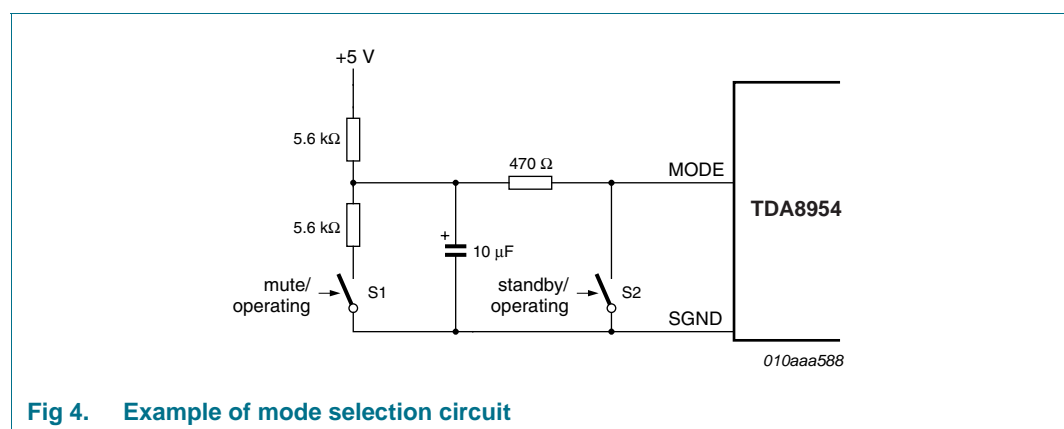 +5 V
5.6 kΩ
470 Ω
MODE
TDA8954
5.6 kΩ
+
10 μF
mute/
operating
S1
standby/
operating
S2
SGND
010aaa588
Fig 4. Example of mode selection circuit